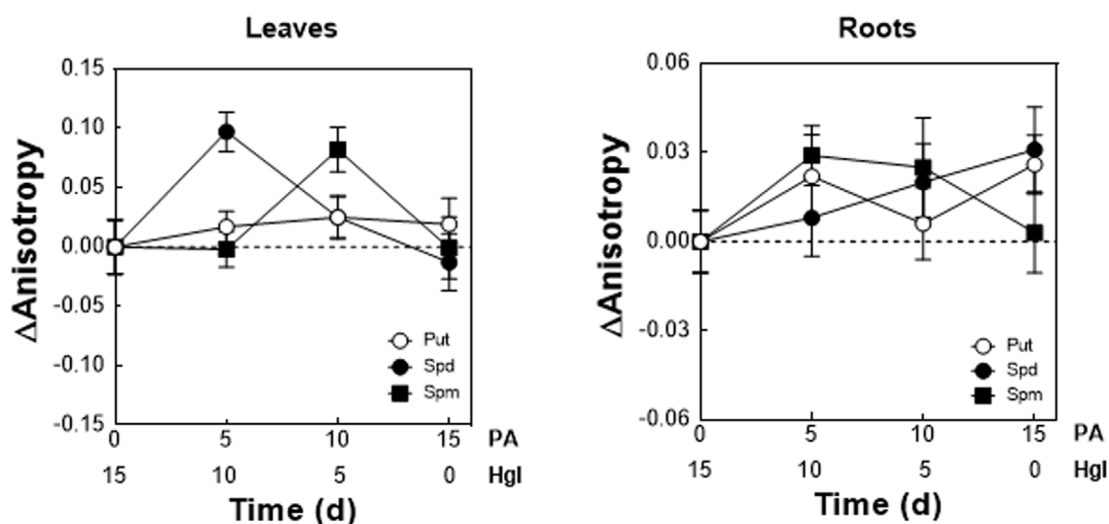 Leaves
0.15
0.10
0.05
0.00
-0.05
-0.10
-0.15
ΔAnisotropy
Put
Spd
Spm
0 5 10 15 PA
15 10 5 0 Hgl
Time (d)
Roots
0.06
0.03
0.00
-0.03
-0.06
ΔAnisotropy
Put
Spd
Spm
0 5 10 15 PA
15 10 5 0 Hgl
Time (d)